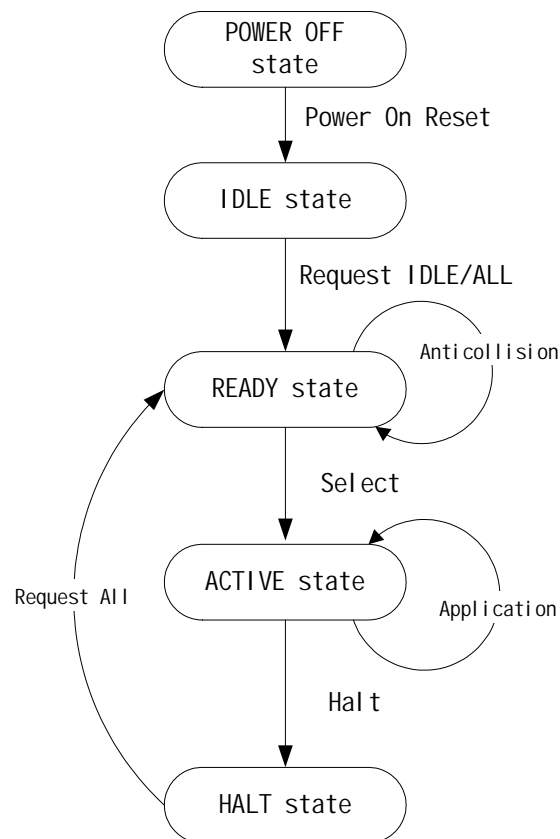 POWER OFF
state
Power On Reset
IDLE state
Request IDLE/ALL
Anticollision
READY state
Select
ACTIVE state
Request All
Application
Halt
HALT state